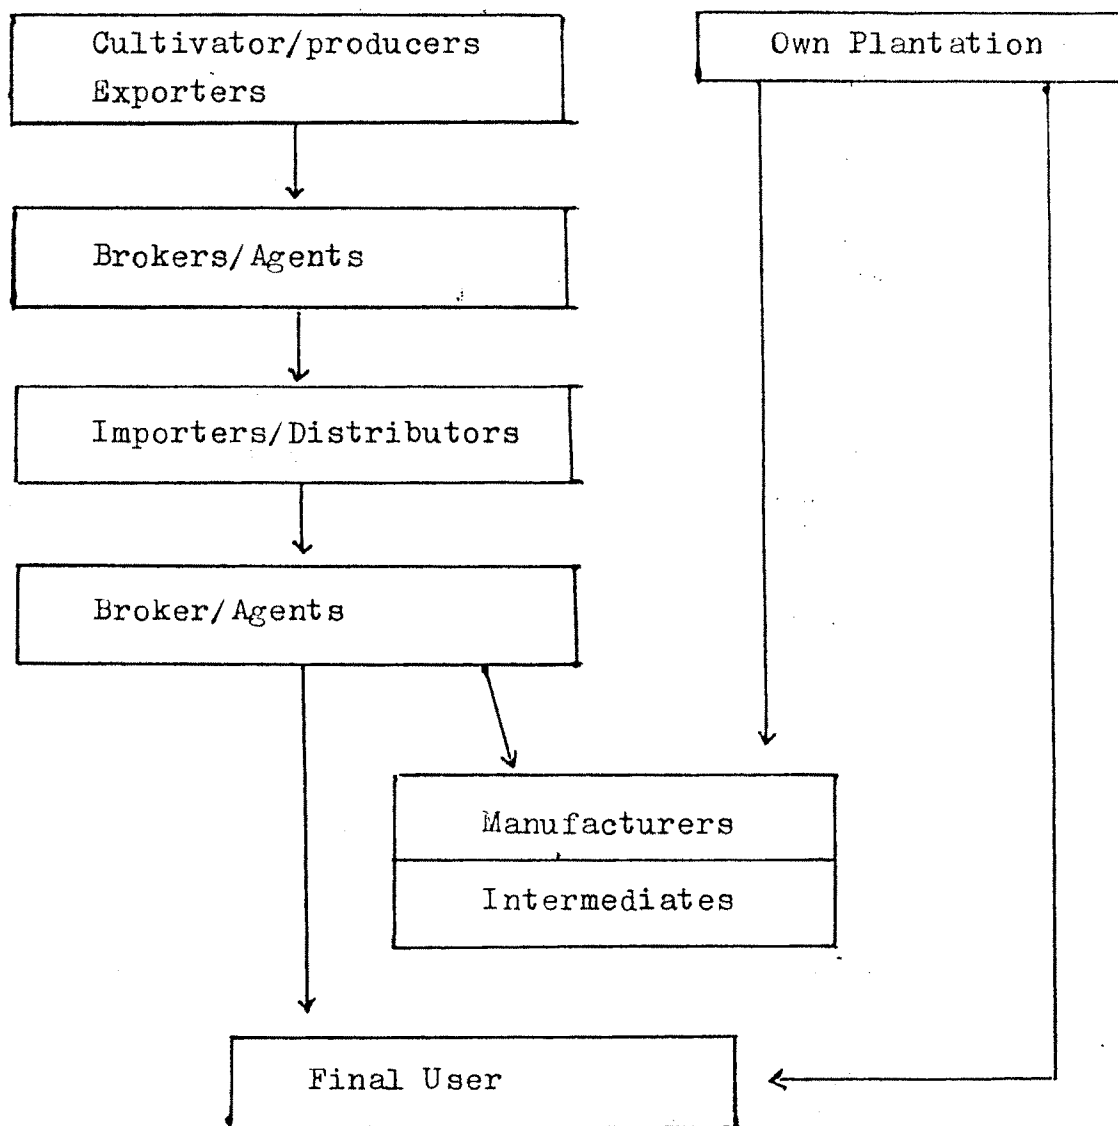 Cultivator/producers
Exporters
Own Plantation
Brokers/Agents
Importers/Distributors
Broker/Agents
Manufacturers
Intermediates
Final User